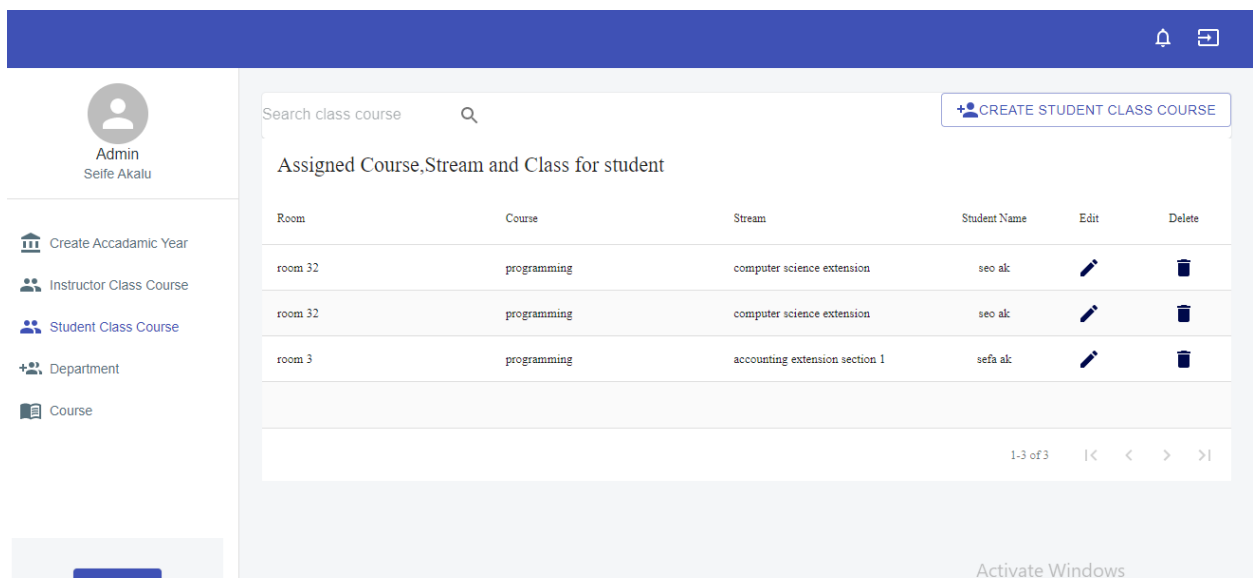 Admin
Seife Akalu
Create Accadamic Year
Instructor Class Course
Student Class Course
Department
Course
Search class course
CREATE STUDENT CLASS COURSE
Assigned Course,Stream and Class for student
Room Course Stream Student Name Edit Delete
room 32 programming computer science extension seo ak
room 32 programming computer science extension seo ak
room 3 programming accounting extension section 1 sefa ak
1-3 of 3
Activate Windows